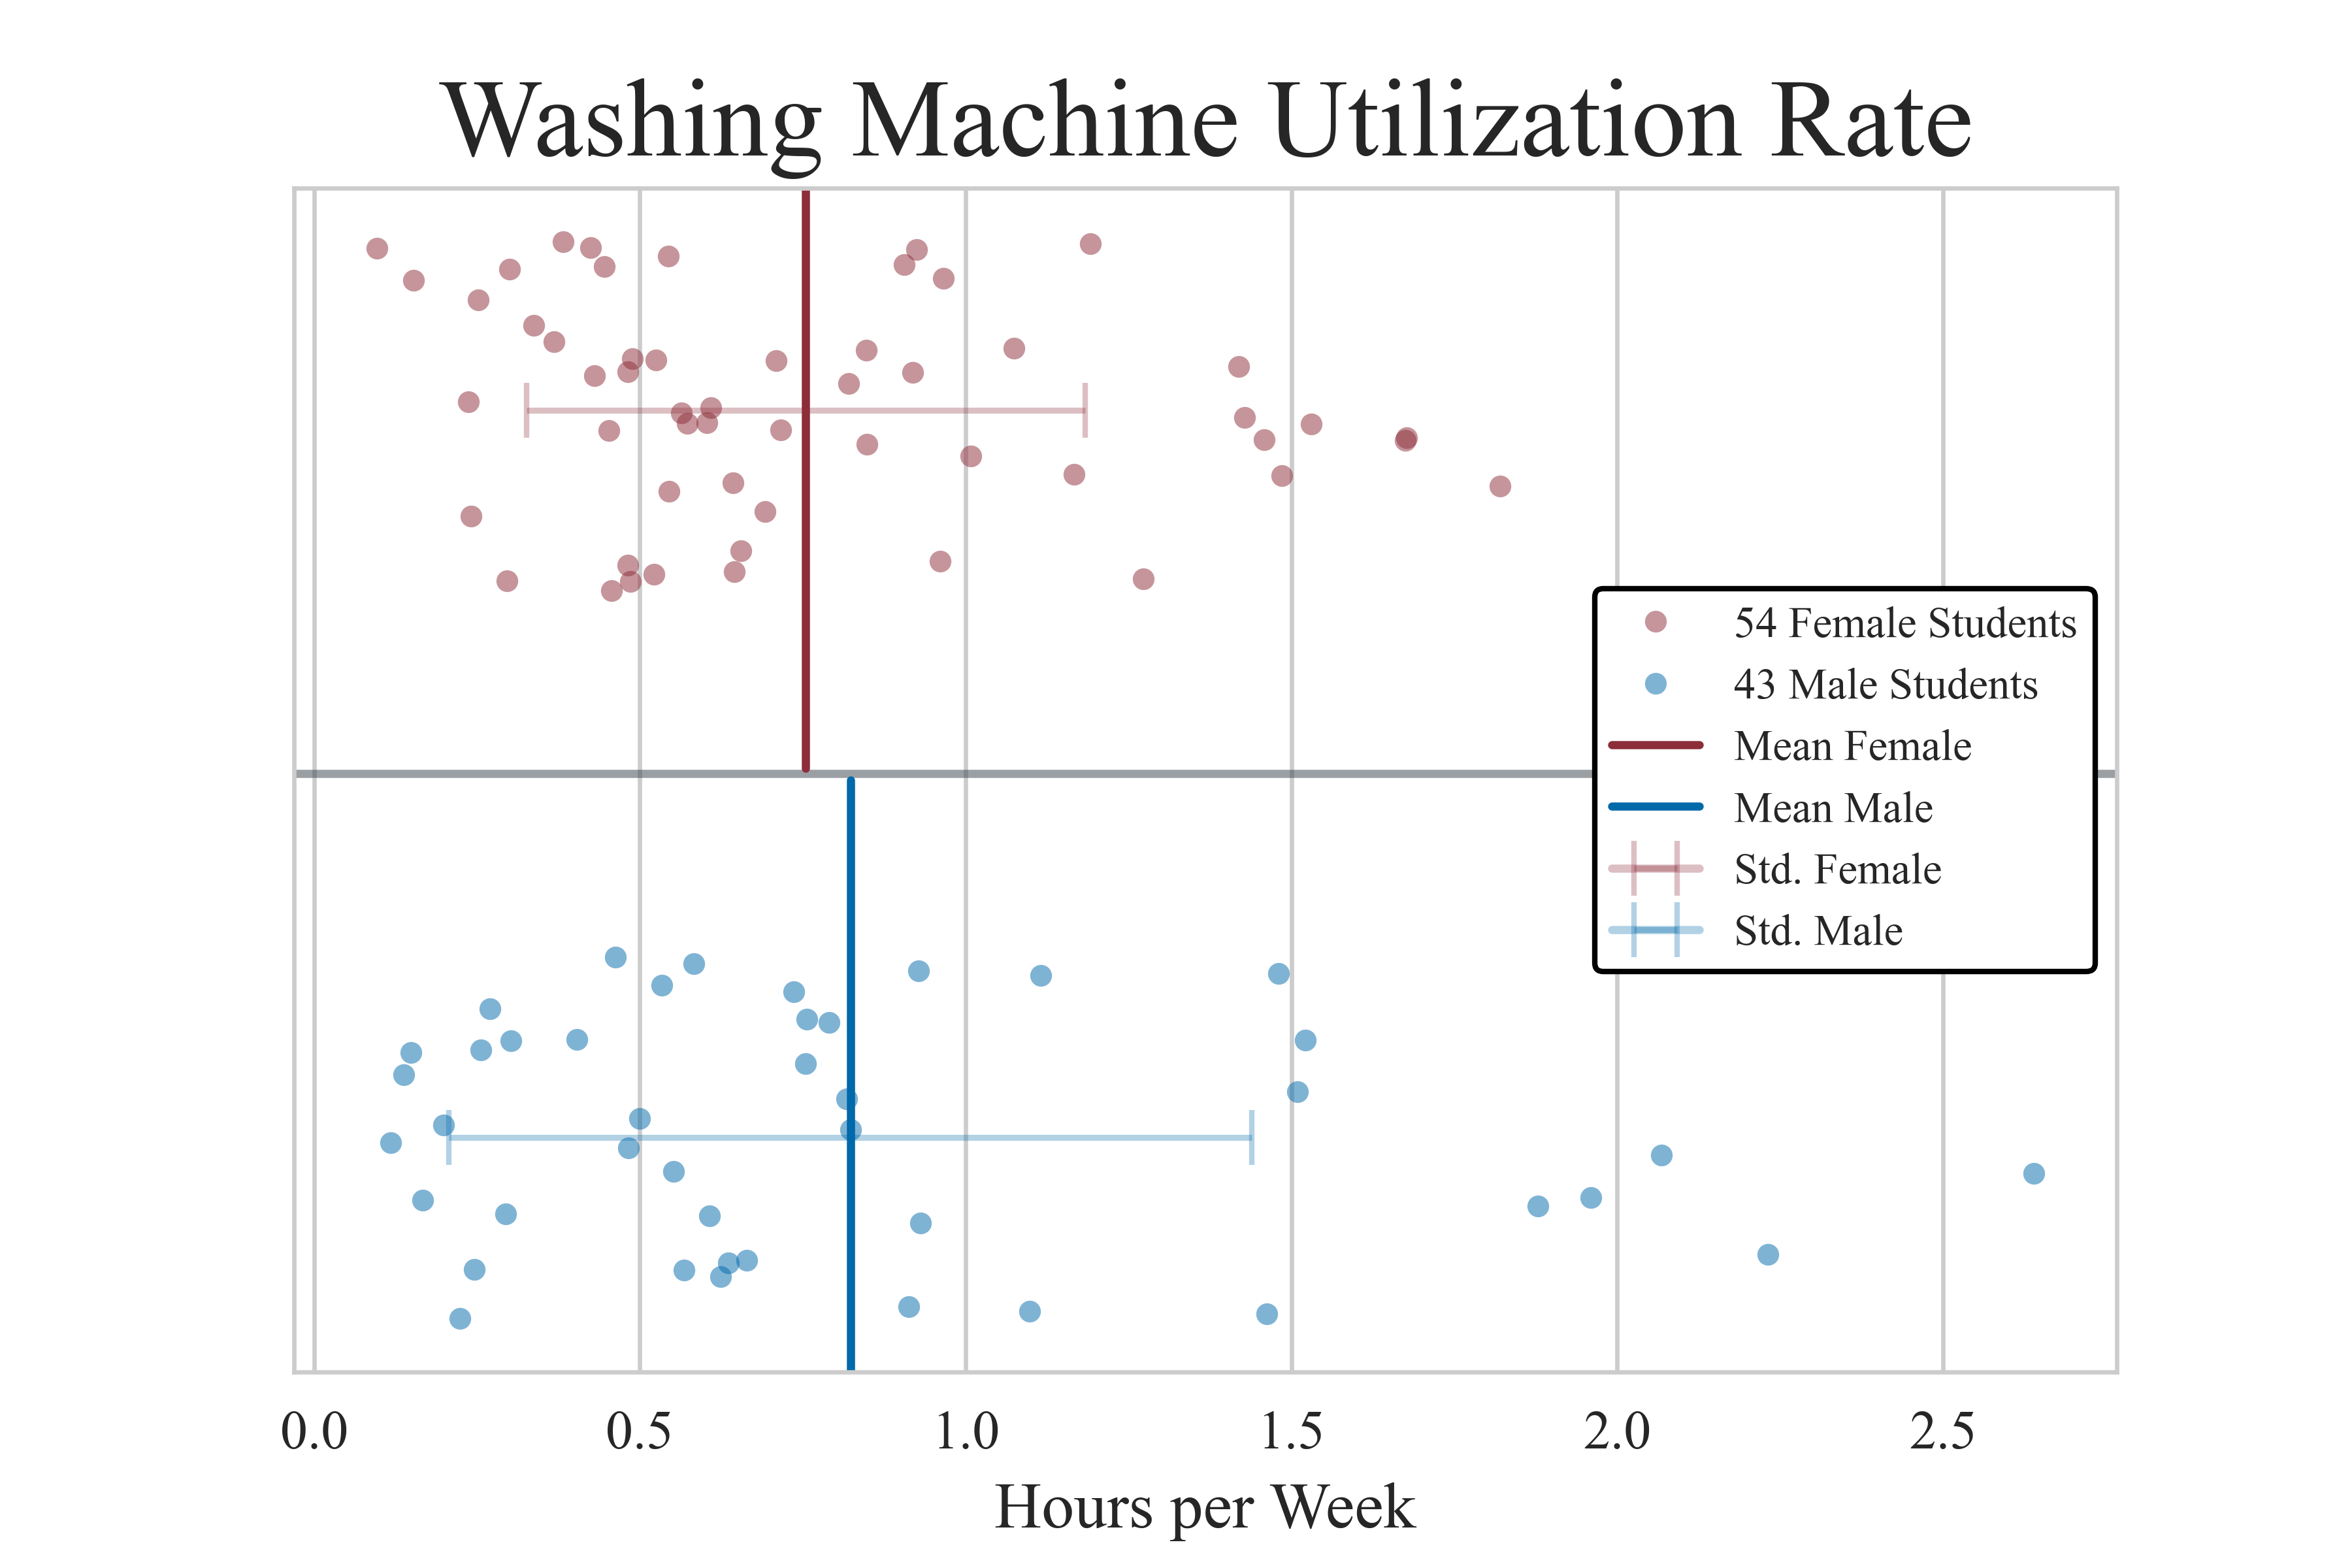 Washing Machine Utilization Rate
54 Female Students
43 Male Students
Mean Female
Mean Male
Std. Female
Std. Male
0.0 0.5 1.0 1.5 2.0 2.5
Hours per Week